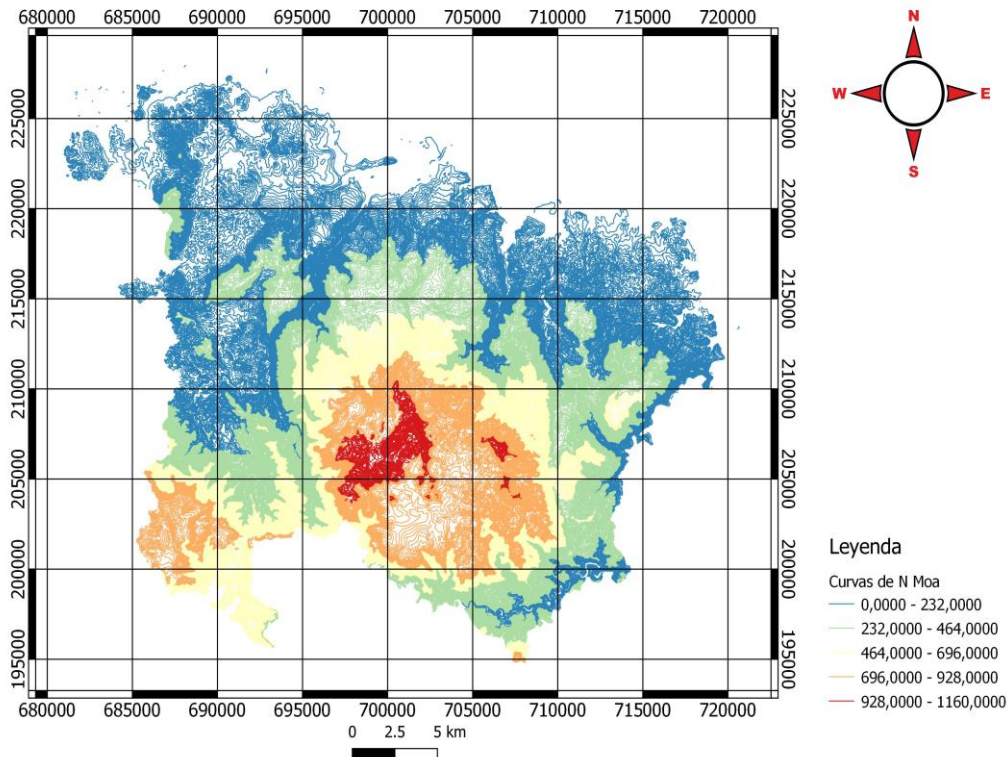 680000 685000 690000 695000 700000 705000 710000 715000 720000
N
W E
S
225000 225000
220000 220000
215000 215000
210000 210000
205000 205000
200000 200000
195000 195000
680000 685000 690000 695000 700000 705000 710000 715000 720000
0 2.5 5 km
Leyenda
Curvas de N Moa
0,0000 - 232,0000
232,0000 - 464,0000
464,0000 - 696,0000
696,0000 - 928,0000
928,0000 - 1160,0000